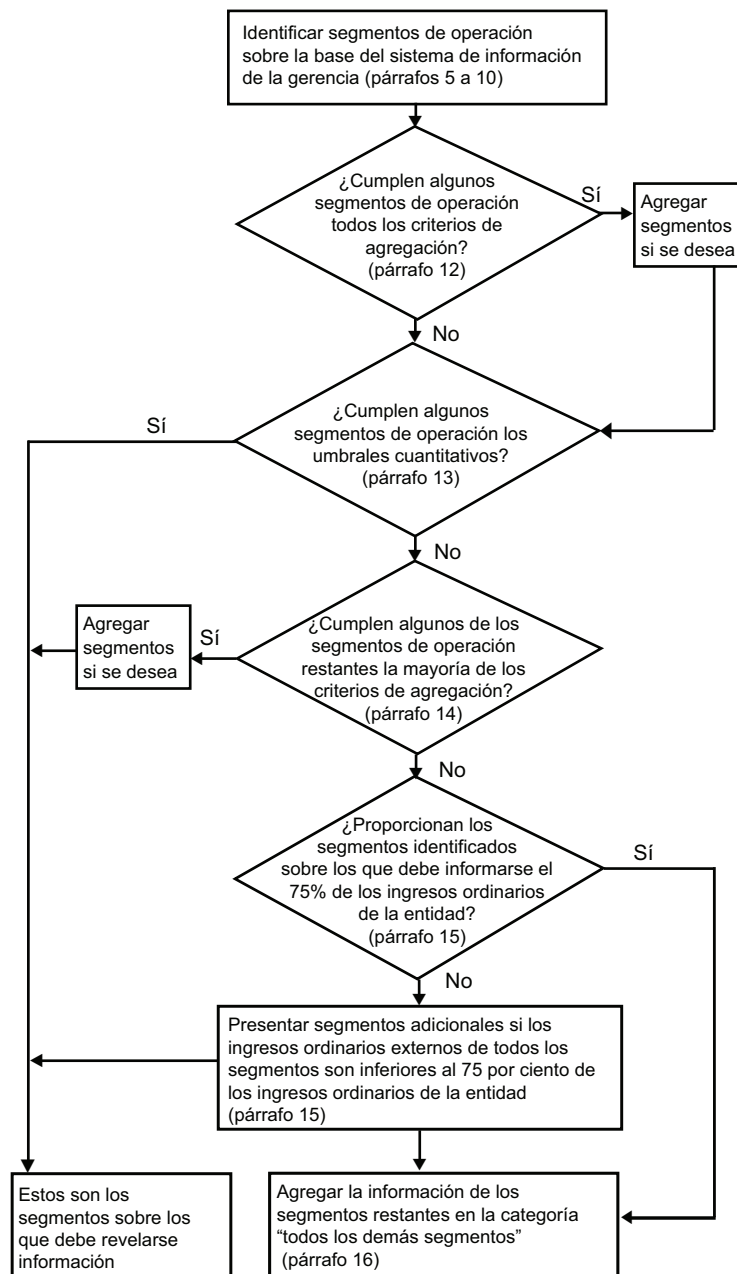 Identificar segmentos de operación
sobre la base del sistema de información
de la gerencia (párrafos 5 a 10)
¿Cumplen algunos
segmentos de operación
todos los criterios de
agregación?
(párrafo 12)
Sí
Agregar
segmentos
si se desea
No
Sí
¿Cumplen algunos
segmentos de operación los
umbrales cuantitativos?
(párrafo 13)
No
Agregar
segmentos
si se desea
Sí
¿Cumplen algunos de los
segmentos de operación
restantes la mayoría de los
criterios de agregación?
(párrafo 14)
No
¿Proporcionan los
segmentos identificados
sobre los que debe informarse el
75% de los ingresos ordinarios
de la entidad?
(párrafo 15)
Sí
No
Presentar segmentos adicionales si los
ingresos ordinarios externos de todos los
segmentos son inferiores al 75 por ciento de
los ingresos ordinarios de la entidad
(párrafo 15)
Estos son los
segmentos sobre los
que debe revelarse
información
Agregar la información de los
segmentos restantes en la categoría
“todos los demás segmentos”
(párrafo 16)